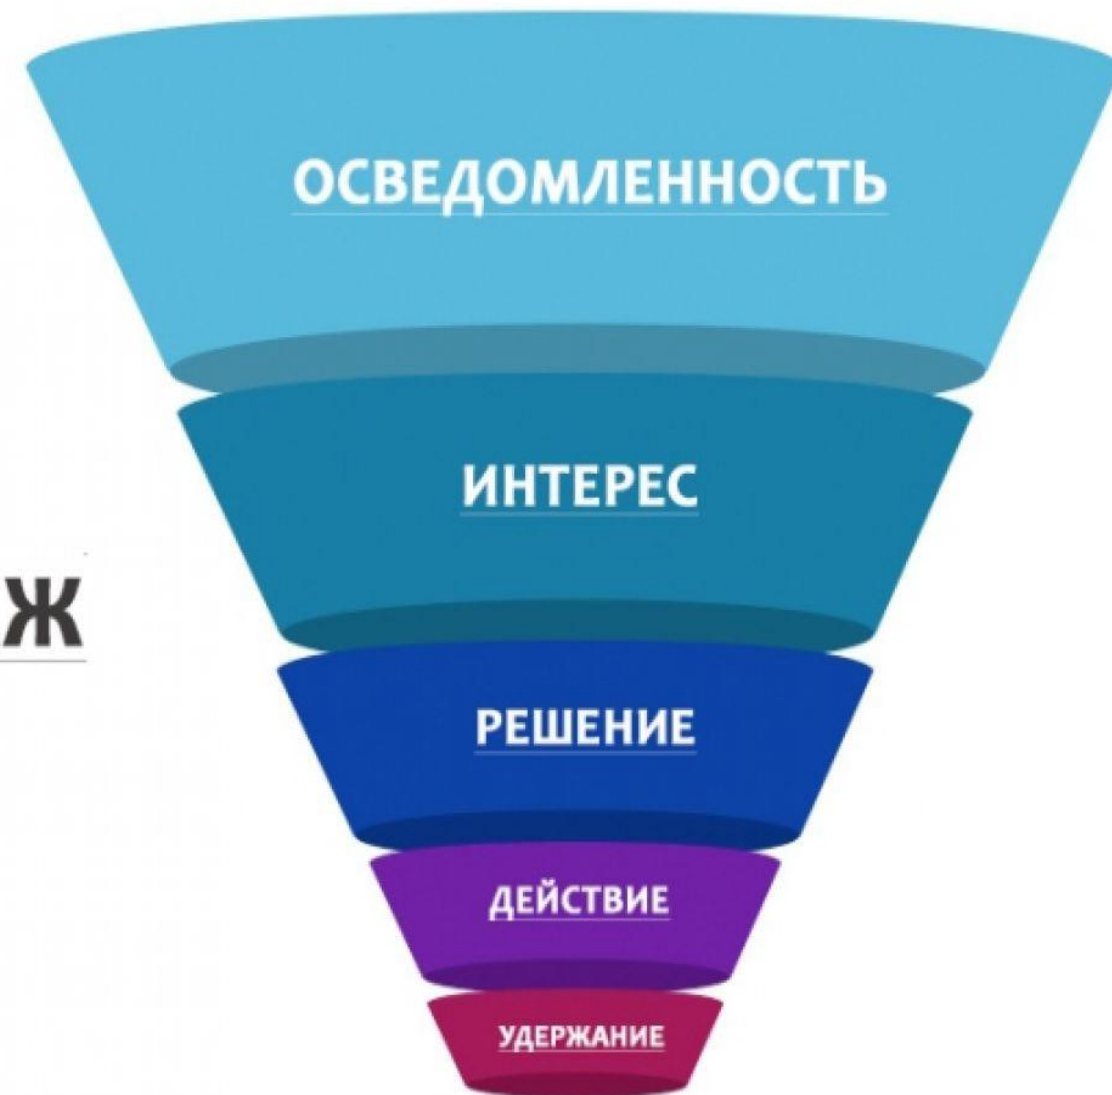 ОСВЕДОМЛЕННОСТЬ
ИНТЕРЕС
Ж
РЕШЕНИЕ
ДЕЙСТВИЕ
УДЕРЖАНИЕ